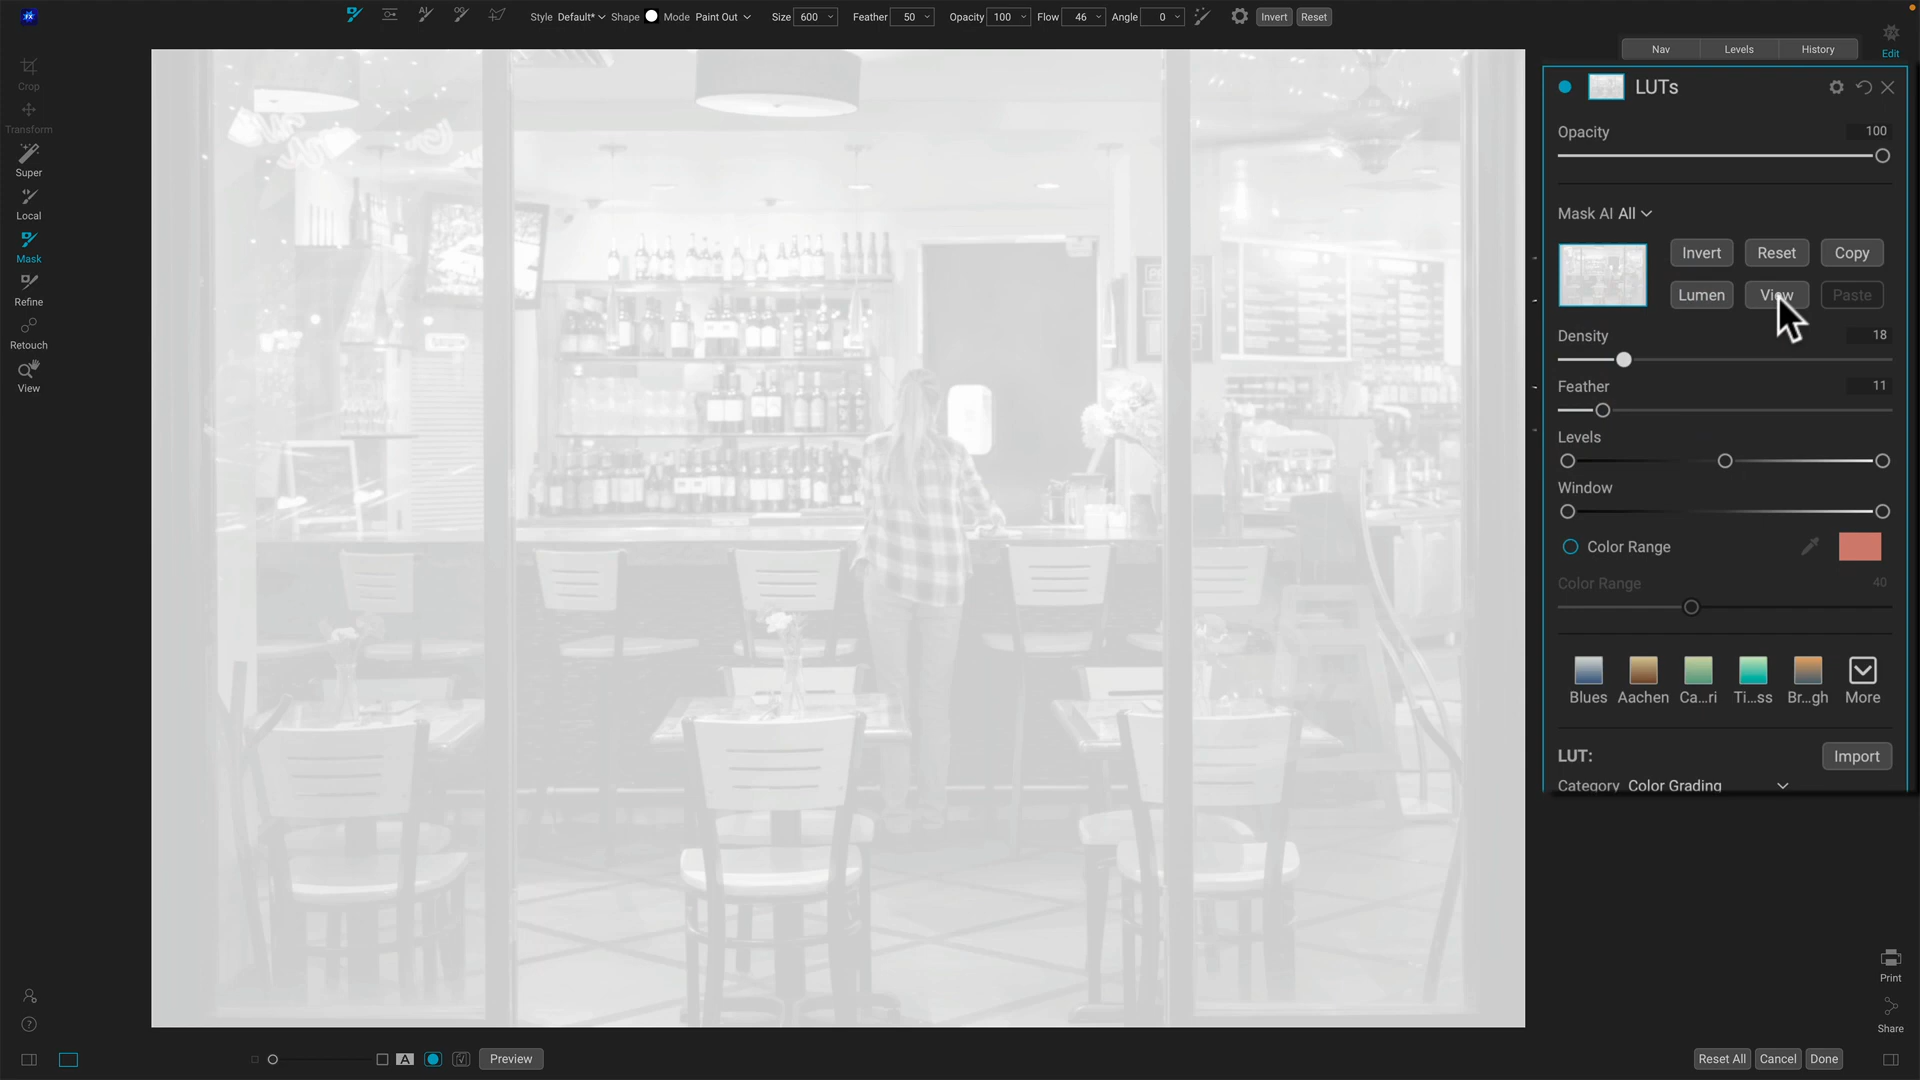 Style Default* Shape Mode Paint Out Size 600 Feather 50 Opacity 100 Flow 46 Angle 0 Invert Reset
Nav Levels History
Edit
Crop
Transform
Super
Local
Mask
Refine
Retouch
View
LUTs
Opacity 100
Mask AI All
Invert Reset Copy
Lumen View Paste
Density 18
Feather 11
Levels
Window
Color Range
Color Range 40
Blues Aachen Ca...ri Ti...ss Br...gh More
LUT: Import
Category Color Grading
Print
Share
A Preview
Reset All Cancel Done